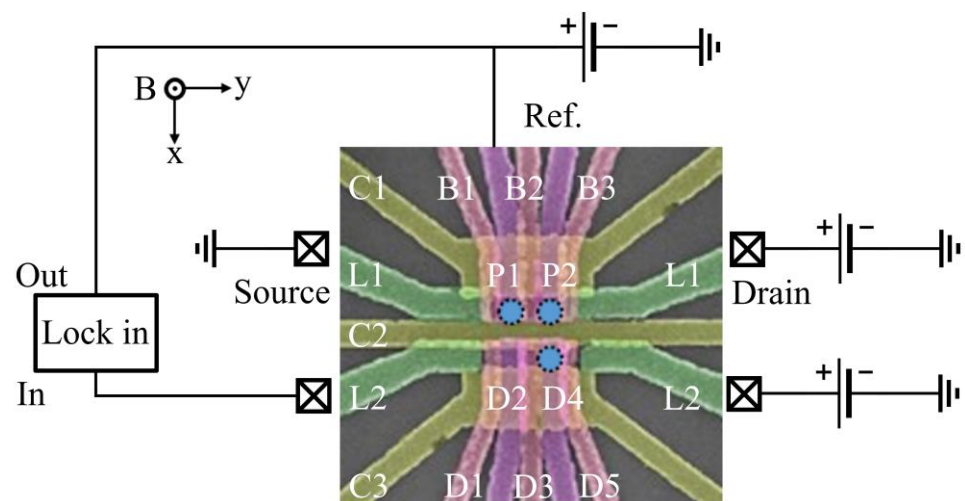 + −
B y
x
Ref.
C1 B1 B2 B3
+ −
Out
Source L1 P1 P2 L1 Drain
Lock in
C2
In
+ −
L2 D2 D4 L2
C3 D1 D3 D5